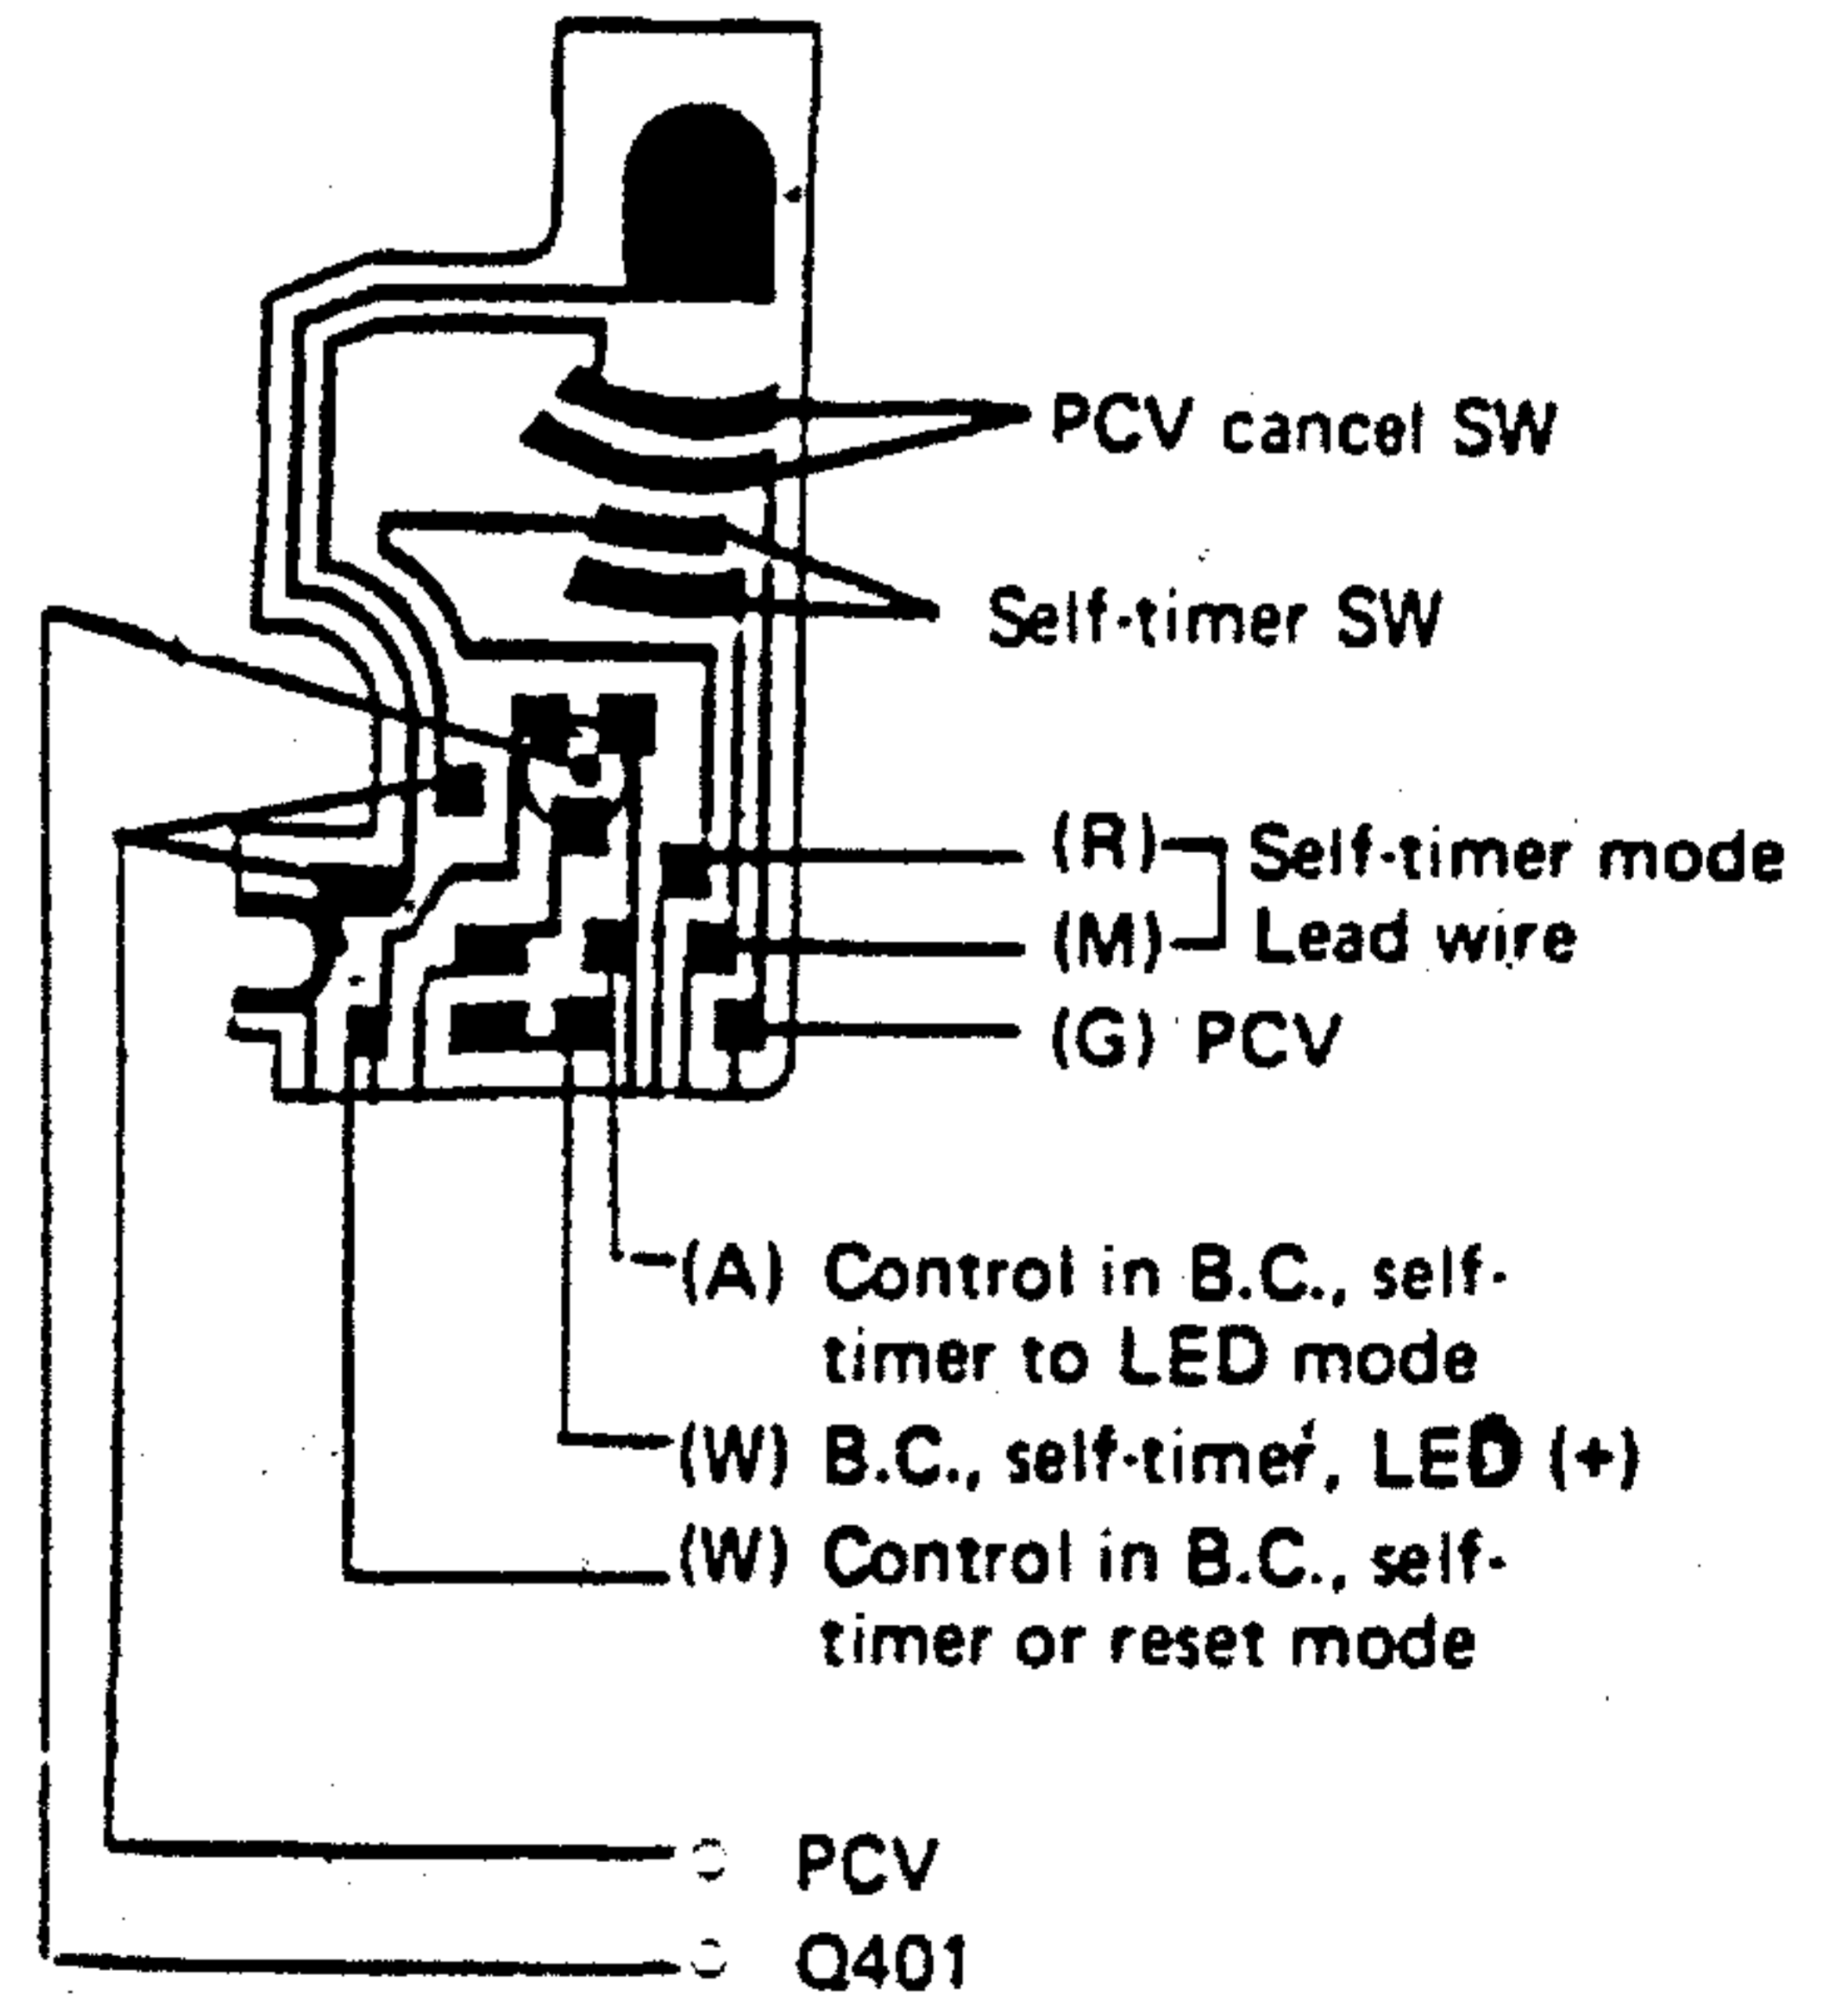 PCV cancel SW
Self-timer SW
(R) Self-timer mode
(M) Lead wire
(G) PCV
(A) Control in B.C., self-
timer to LED mode
(W) B.C., self-timer, LED (+)
(W) Control in B.C., self-
timer or reset mode
PCV
Q401